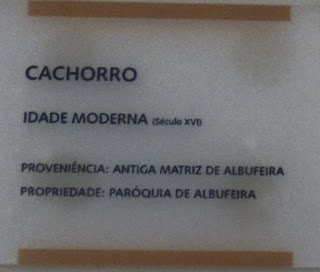 CACHORRO
IDADE MODERNA (Século XVI)
PROVENIÊNCIA: ANTIGA MATRIZ DE ALBUFEIRA
PROPRIEDADE: PARÓQUIA DE ALBUFEIRA